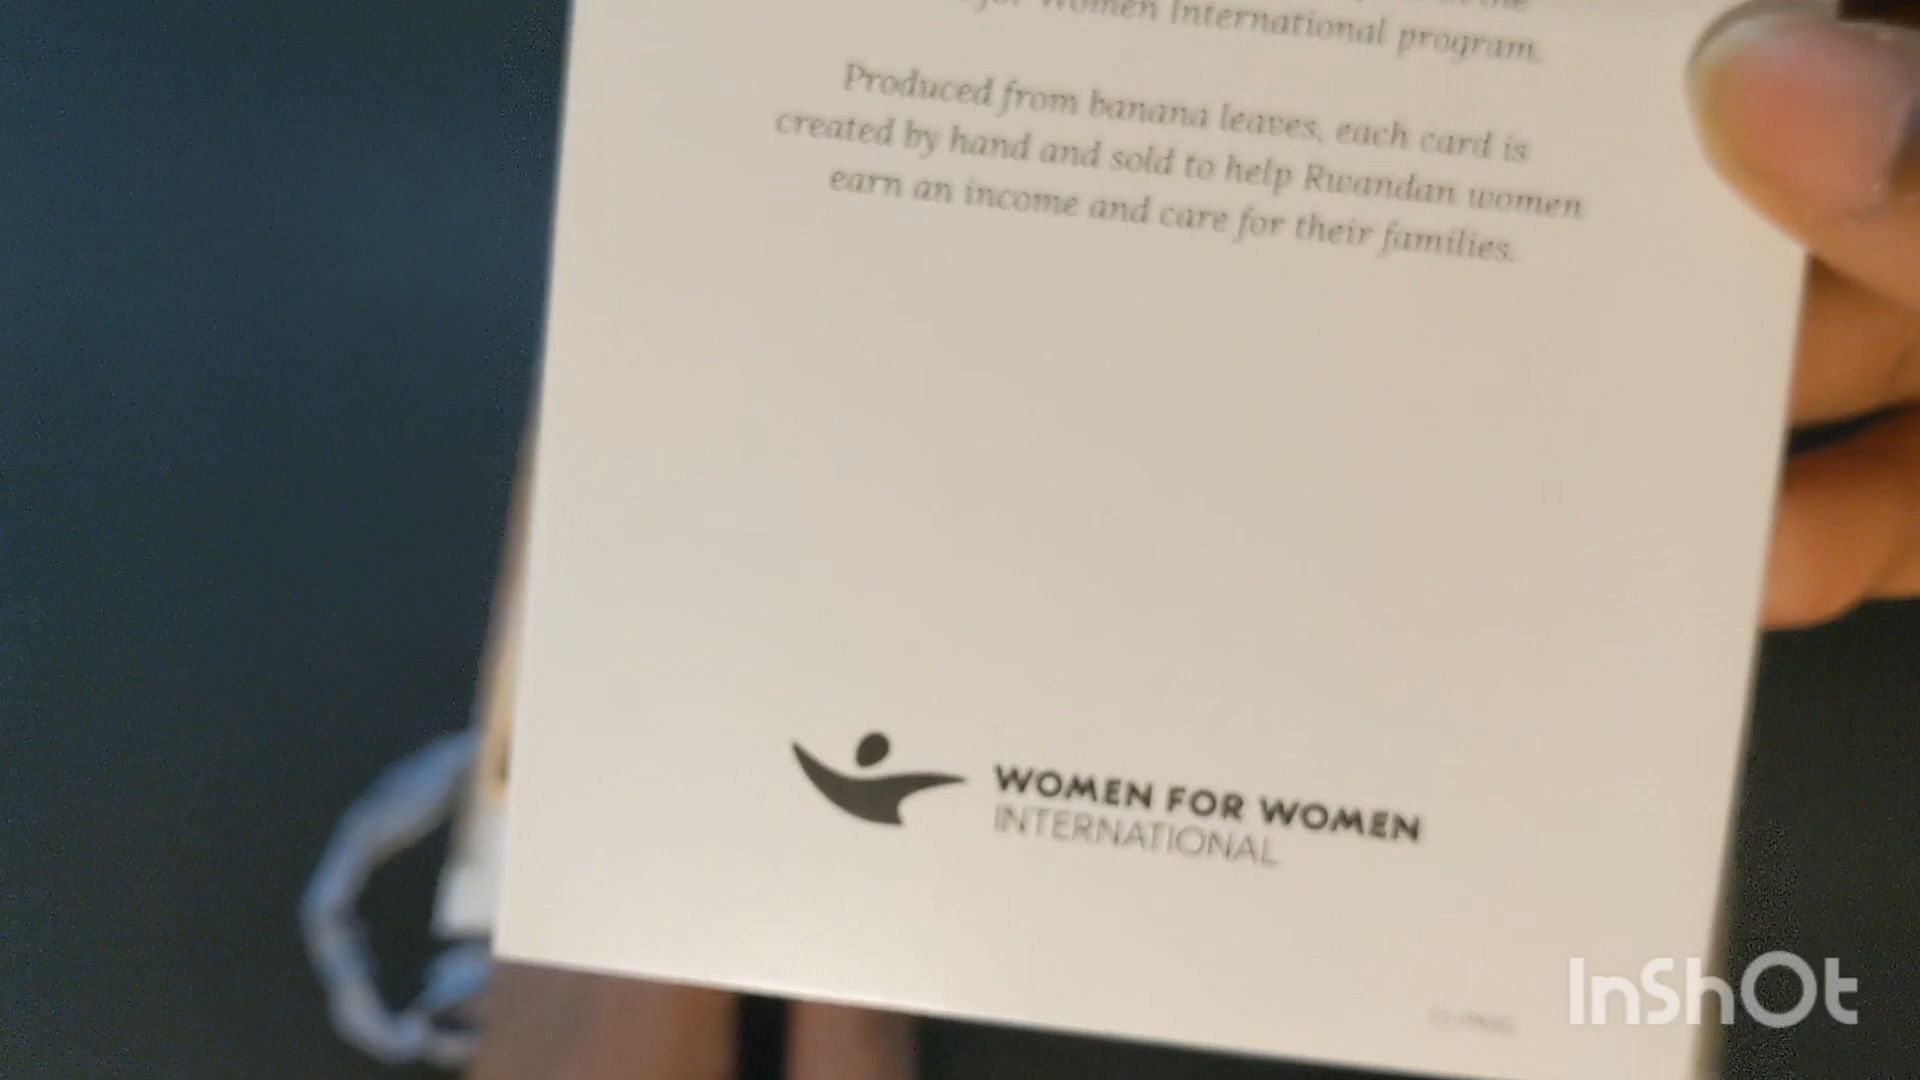 for Women International program.
Produced from banana leaves, each card is
created by hand and sold to help Rwandan women
earn an income and care for their families.
WOMEN FOR WOMEN
INTERNATIONAL
InShOt